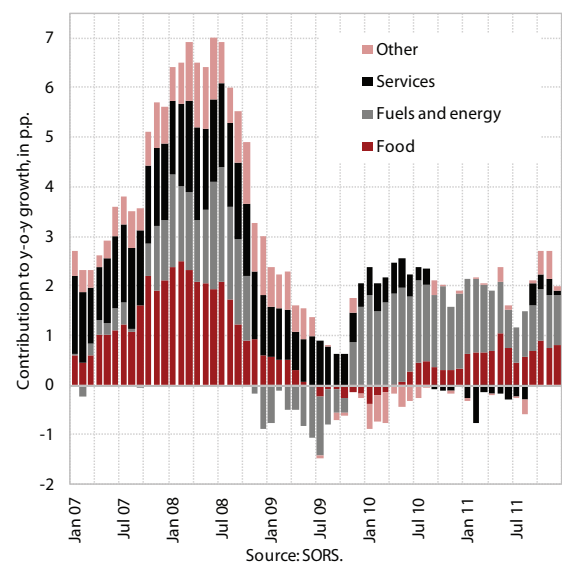 Contributiopn to y-o-y growth, in p.p.
7
6
5
4
3
2
1
0
-1
-2
Other
Services
Fuels and energy
Food
Jan 07
Jul 07
Jan 08
Jul 08
Jan 09
Jul 09
Jan 10
Jul 10
Jan 11
Jul 11
Source: SORS.